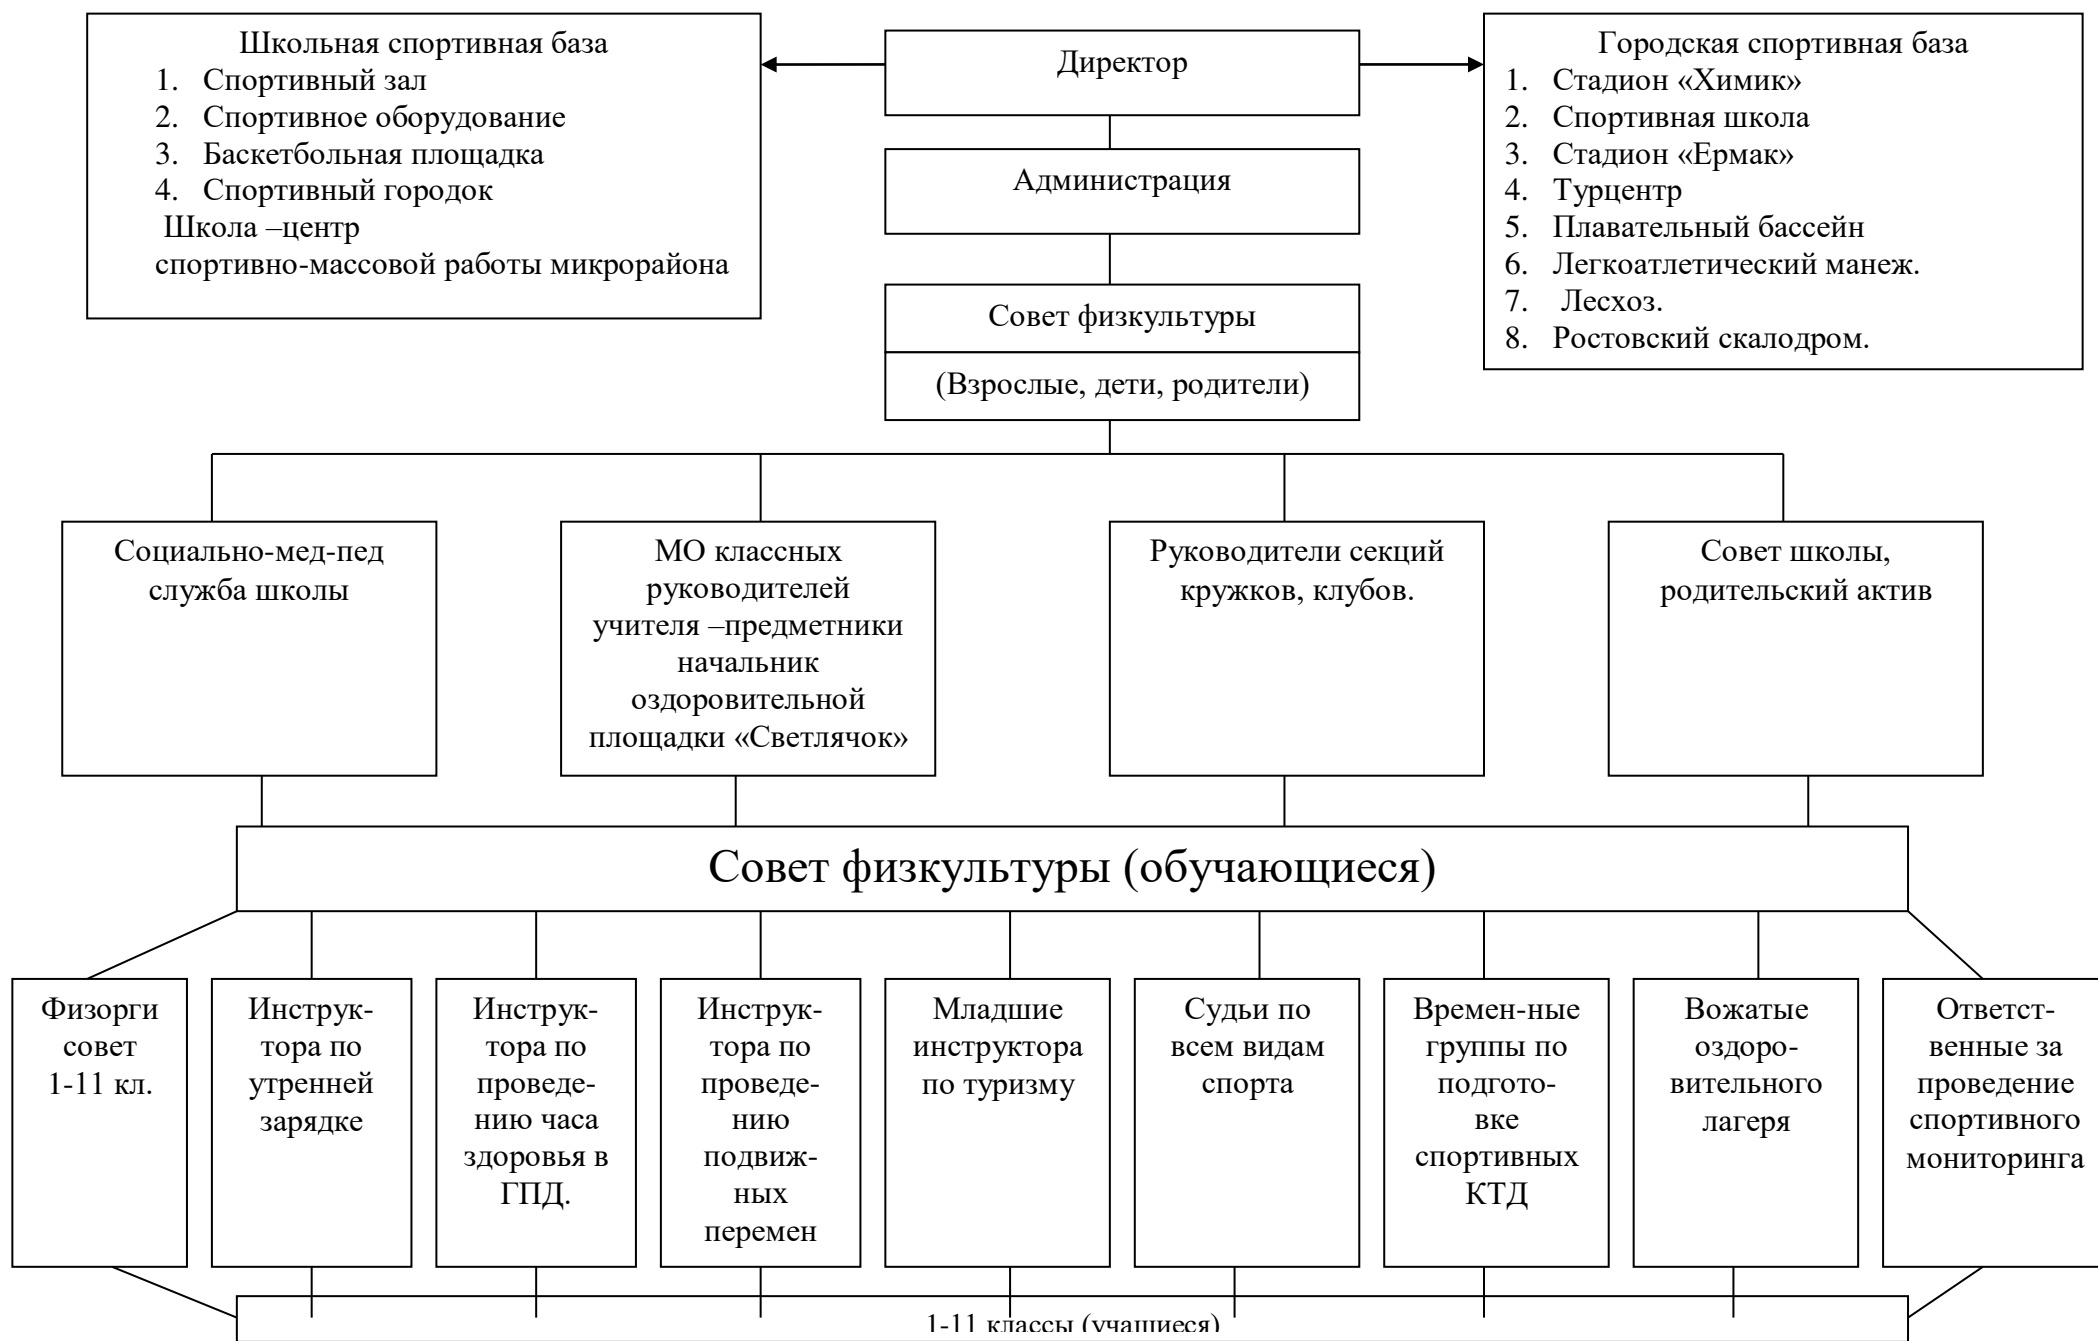 Школьная спортивная база
1. Спортивный зал
2. Спортивное оборудование
3. Баскетбольная площадка
4. Спортивный городок
Школа –центр
спортивно-массовой работы микрорайона
Директор
Городская спортивная база
1. Стадион «Химик»
2. Спортивная школа
3. Стадион «Ермак»
4. Турцентр
5. Плавательный бассейн
6. Легкоатлетический манеж.
7. Лесхоз.
8. Ростовский скалодром.
Администрация
Совет физкультуры
(Взрослые, дети, родители)
Социально-мед-пед
служба школы
МО классных
руководителей
учителя –предметники
начальник
оздоровительной
площадки «Светлячок»
Руководители секций
кружков, клубов.
Совет школы,
родительский актив
Совет физкультуры (обучающиеся)
Физорги
совет
1-11 кл.
Инструк-
тора по
утренней
зарядке
Инструк-
тора по
проведе-
нию часа
здоровья в
ГПД.
Инструк-
тора по
проведе-
нию
подвиж-
ных
перемен
Младшие
инструктора
по туризму
Судьи по
всем видам
спорта
Времен-ные
группы по
подгото-
вке
спортивных
КТД
Вожатые
оздоро-
вительного
лагеря
Ответст-
венные за
проведение
спортивного
мониторинга
1-11 классы (учащиеся)